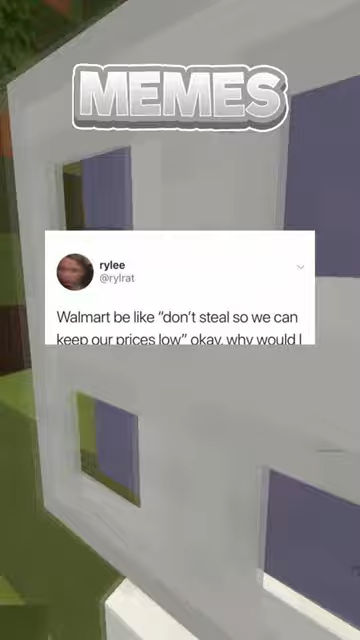 MEMES
rylee
@rylrat
Walmart be like “don’t steal so we can
keep our prices low” okay, why would I